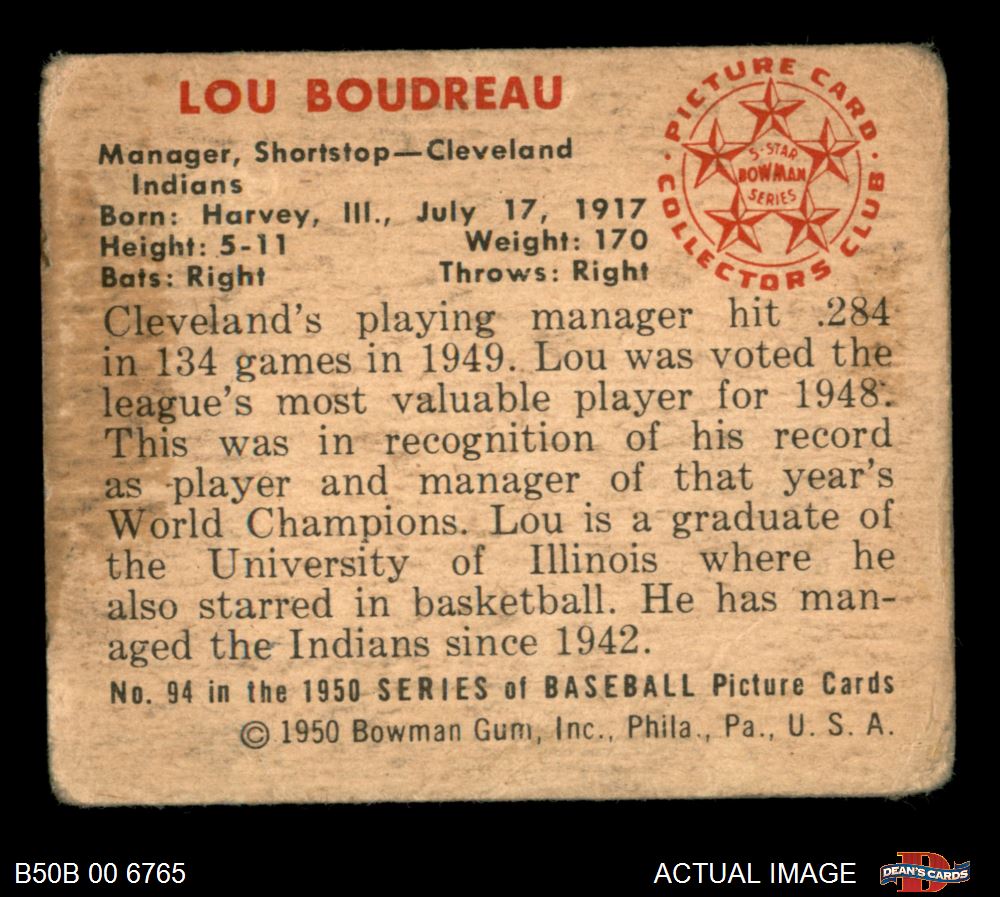 LOU BOUDREAU
Manager, Shortstop—Cleveland
Indians
Born: Harvey, Ill., July 17, 1917
Height: 5-11 Weight: 170
Bats: Right Throws: Right
PICTURE CARD
COLLECTORS CLUB
5-STAR
BOWMAN
SERIES
Cleveland's playing manager hit .284
in 134 games in 1949. Lou was voted the
league's most valuable player for 1948.
This was in recognition of his record
as player and manager of that year's
World Champions. Lou is a graduate of
the University of Illinois where he
also starred in basketball. He has man-
aged the Indians since 1942.
No. 94 in the 1950 SERIES of BASEBALL Picture Cards
© 1950 Bowman Gum, Inc., Phila., Pa., U. S. A.
B50B 00 6765
ACTUAL IMAGE
D
DEAN'S CARDS